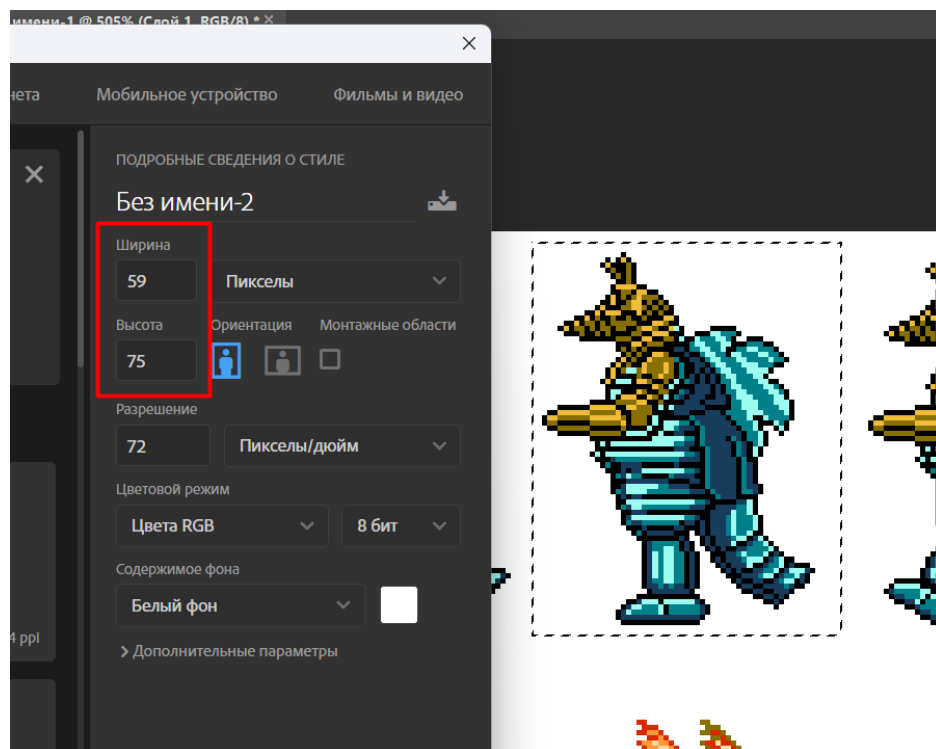 имени-1 @ 505% (Слой 1, RGB/8) *
Мобильное устройство
Фильмы и видео
ПОДРОБНЫЕ СВЕДЕНИЯ О СТИЛЕ
Без имени-2
Ширина
59
Пикселы
Высота
Ориентация
Монтажные области
75
Разрешение
72
Пикселы/дюйм
Цветовой режим
Цвета RGB
8 бит
Содержимое фона
Белый фон
4 ppi
Дополнительные параметры